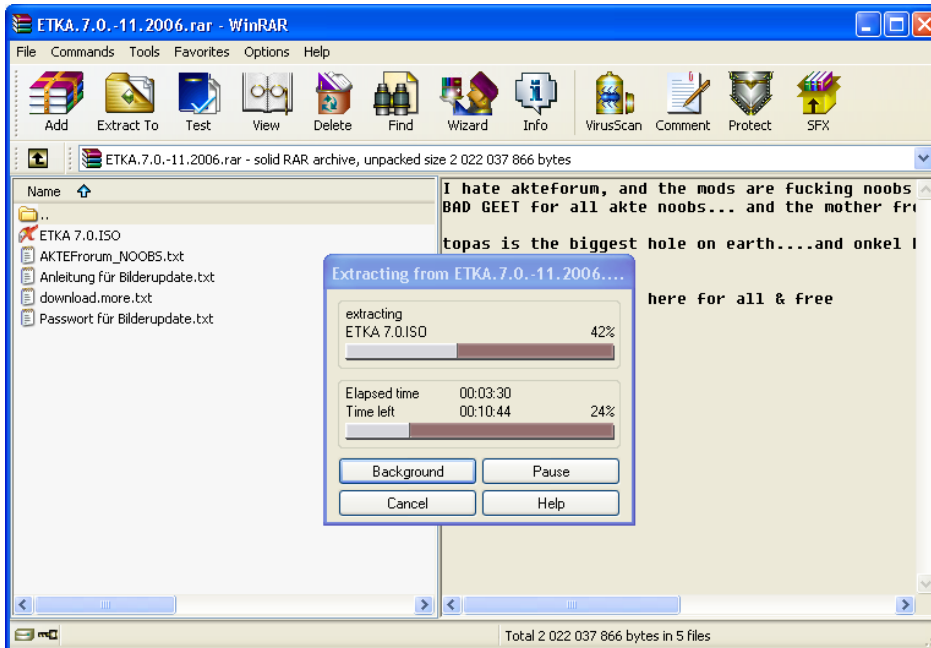 ETKA.7.0.-11.2006.rar - WinRAR
File Commands Tools Favorites Options Help
Add Extract To Test View Delete Find Wizard Info VirusScan Comment Protect SFX
ETKA.7.0.-11.2006.rar - solid RAR archive, unpacked size 2 022 037 866 bytes
Name
..
ETKA 7.0.ISO
AKTEFrorum_NOOBS.txt
Anleitung für Bilderupdate.txt
download.more.txt
Passwort für Bilderupdate.txt
I hate akteforum, and the mods are fucking noobs
BAD GEET for all akte noobs... and the mother
topas is the biggest hole on earth....and onkel
here for all & free
Extracting from ETKA.7.0.-11.2006....
extracting
ETKA 7.0.ISO 42%
Elapsed time 00:03:30
Time left 00:10:44 24%
Background Pause
Cancel Help
Total 2 022 037 866 bytes in 5 files